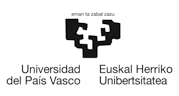 eman ta zabal zazu
Universidad
del País Vasco
Euskal Herriko
Unibertsitatea